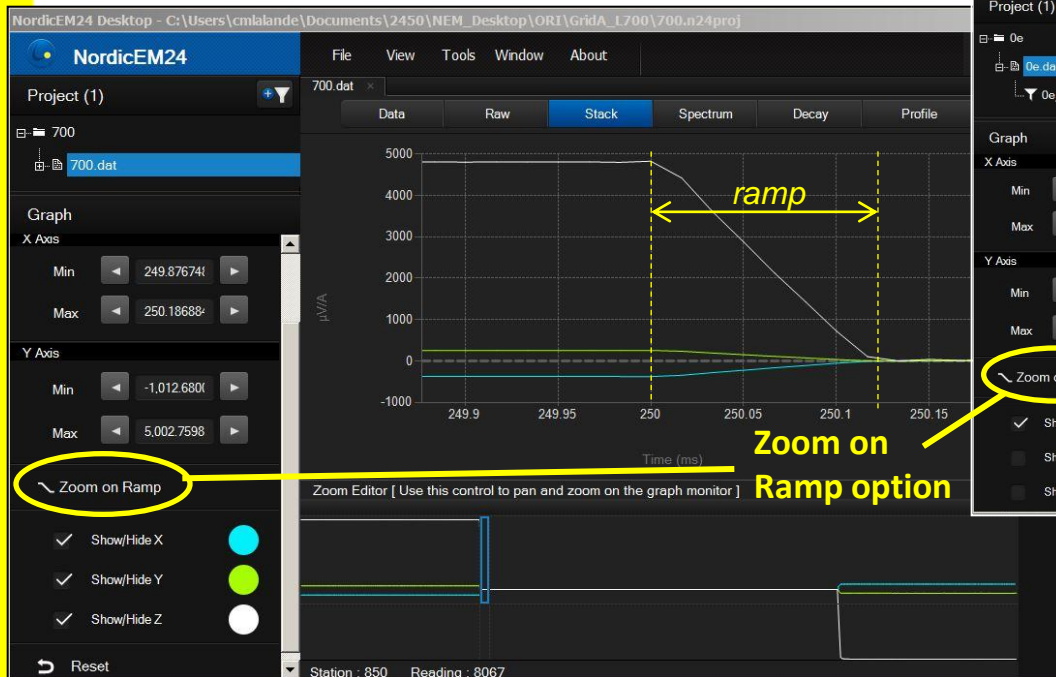 NordicEM24 Desktop - C:\Users\cmlalande\Documents\2450\NEM_Desktop\ORI\GridA_L700\700.n24proj
NordicEM24
File View Tools Window About
Project (1)
700
700.dat
Graph
X Axis
Min 249.87674
Max 250.18688
Y Axis
Min -1,012.680
Max 5,002.7598
Zoom on Ramp
Show/Hide X
Show/Hide Y
Show/Hide Z
Reset
700.dat ×
Data Raw Stack Spectrum Decay Profile
5000
4000
3000
2000
1000
0
-1000
µV/A
ramp
249.9 249.95 250 250.05 250.1 250.15
Time (ms)
Zoom on
Ramp option
Zoom Editor [ Use this control to pan and zoom on the graph monitor ]
Station : 850 Reading : 8067
Project (1)
0e
0e.da
0e
Graph
X Axis
Min
Max
Y Axis
Min
Max
Zoom
Sh
Sh
Sh